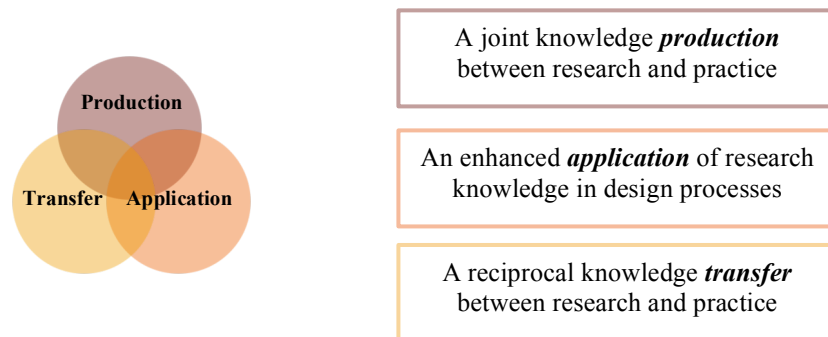 Production
Transfer Application
A joint knowledge production
between research and practice
An enhanced application of research
knowledge in design processes
A reciprocal knowledge transfer
between research and practice